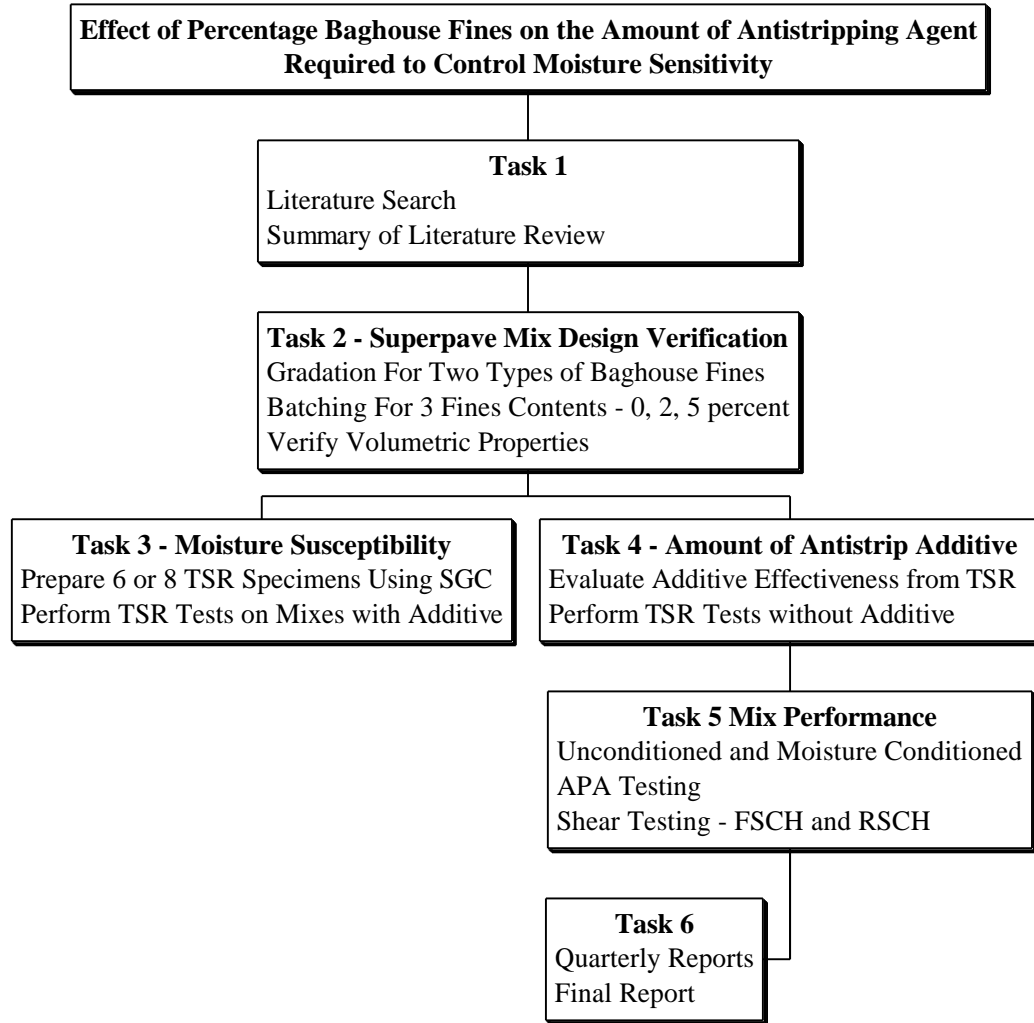 Effect of Percentage Baghouse Fines on the Amount of Antistripping Agent
Required to Control Moisture Sensitivity
Task 1
Literature Search
Summary of Literature Review
Task 2 - Superpave Mix Design Verification
Gradation For Two Types of Baghouse Fines
Batching For 3 Fines Contents - 0, 2, 5 percent
Verify Volumetric Properties
Task 3 - Moisture Susceptibility
Prepare 6 or 8 TSR Specimens Using SGC
Perform TSR Tests on Mixes with Additive
Task 4 - Amount of Antistrip Additive
Evaluate Additive Effectiveness from TSR
Perform TSR Tests without Additive
Task 5 Mix Performance
Unconditioned and Moisture Conditioned
APA Testing
Shear Testing - FSCH and RSCH
Task 6
Quarterly Reports
Final Report